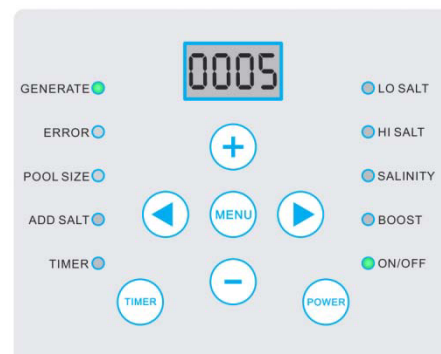 0005
GENERATE
LO SALT
ERROR
HI SALT
+
POOL SIZE
SALINITY
MENU
ADD SALT
BOOST
TIMER
ON/OFF
−
TIMER
POWER